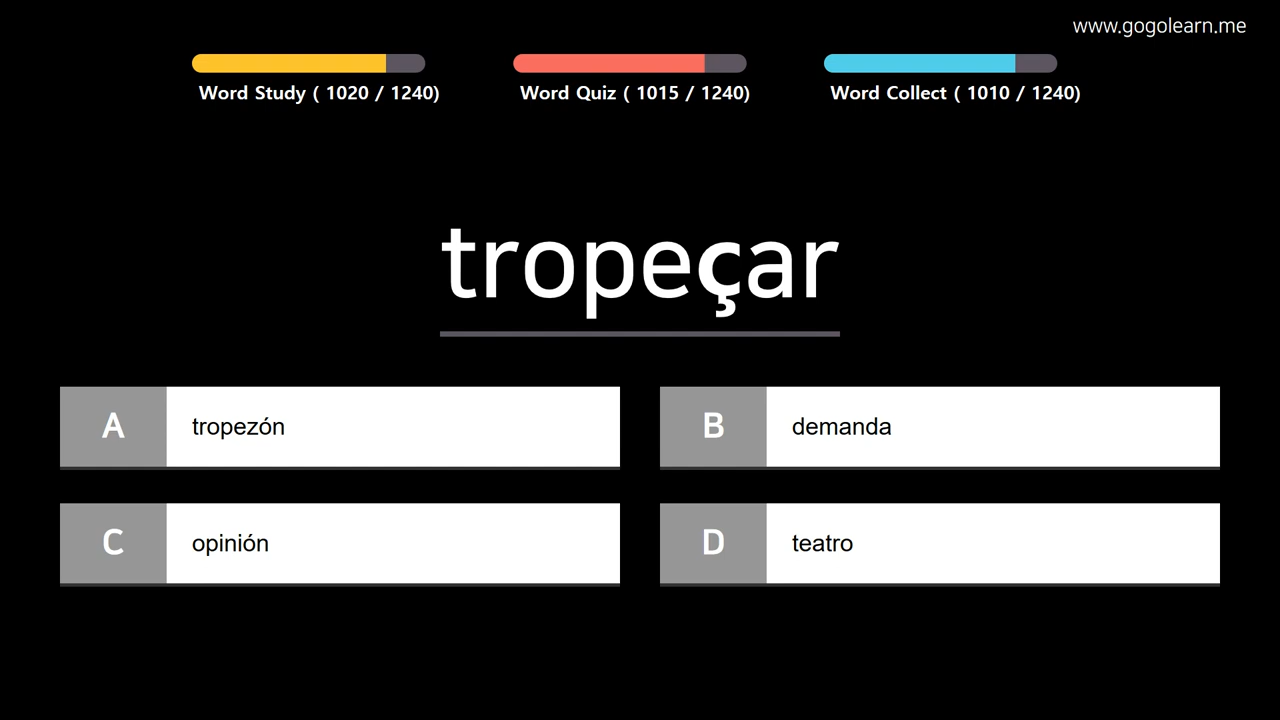 www.gogolearn.me
Word Study ( 1020 / 1240)
Word Quiz ( 1015 / 1240)
Word Collect ( 1010 / 1240)
tropeçar
A tropezón
B demanda
C opinión
D teatro